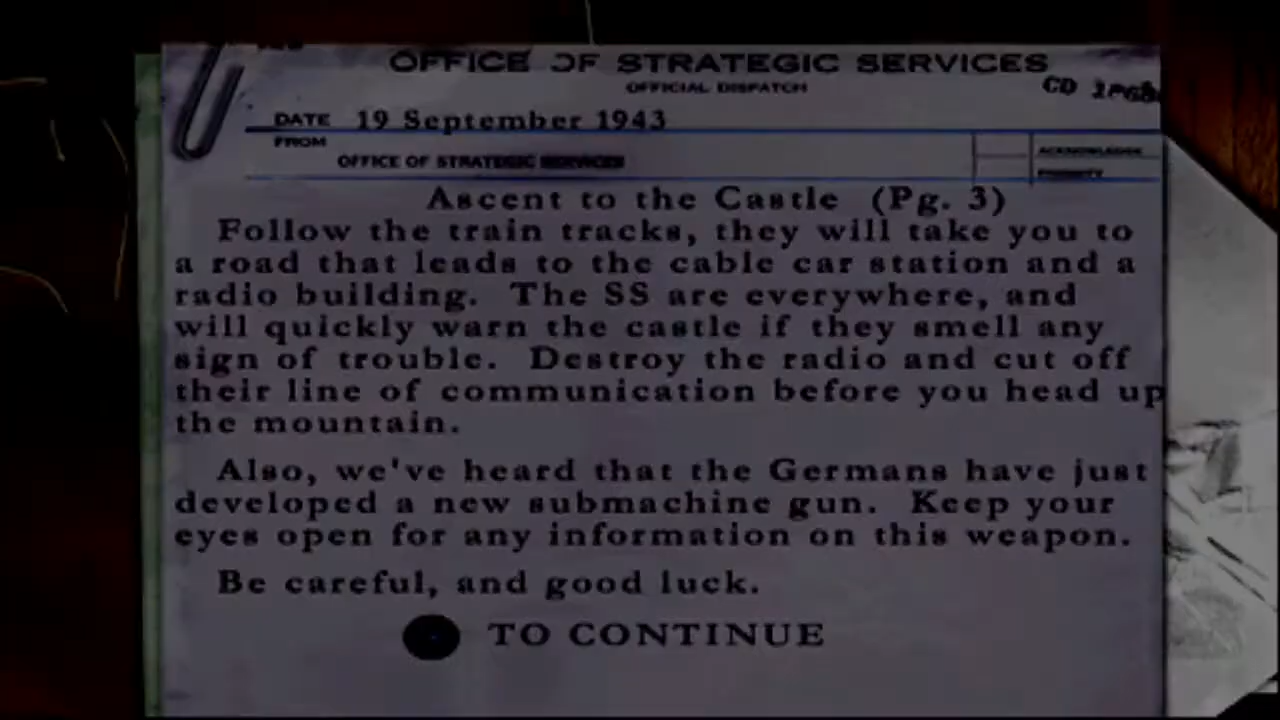 OFFICE OF STRATEGIC SERVICES
OFFICIAL DISPATCH
DATE 19 September 1943
FROM
OFFICE OF STRATEGIC SERVICES
ACKNOWLEDGE
PRIORITY
Ascent to the Castle (Pg. 3)
Follow the train tracks, they will take you to
a road that leads to the cable car station and a
radio building. The SS are everywhere, and
will quickly warn the castle if they smell any
sign of trouble. Destroy the radio and cut off
their line of communication before you head up
the mountain.
Also, we've heard that the Germans have just
developed a new submachine gun. Keep your
eyes open for any information on this weapon.
Be careful, and good luck.
TO CONTINUE